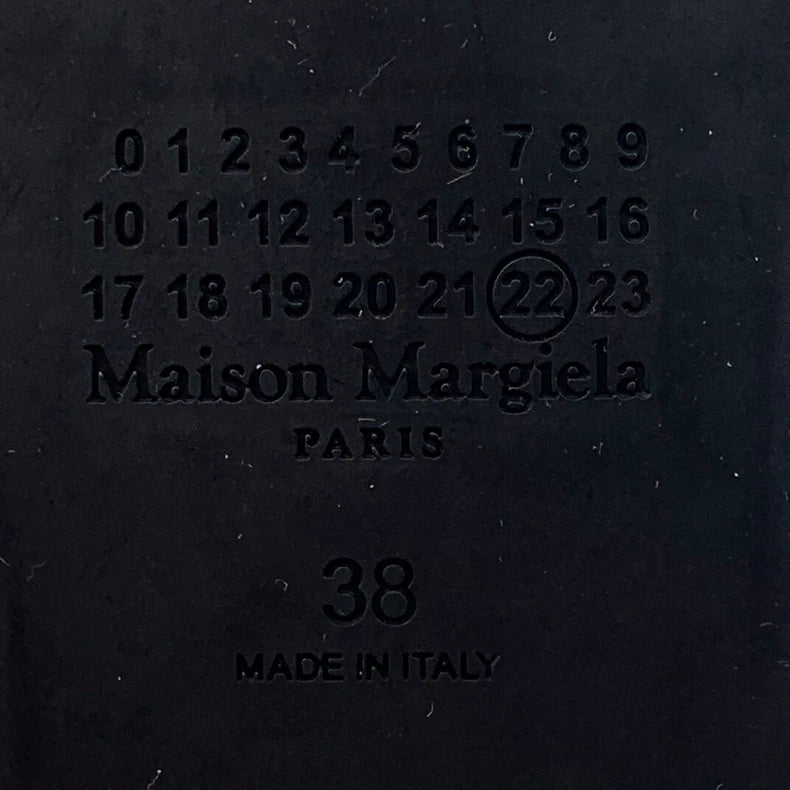 0 1 2 3 4 5 6 7 8 9
10 11 12 13 14 15 16
17 18 19 20 21 22 23
Maison Margiela
PARIS
38
MADE IN ITALY